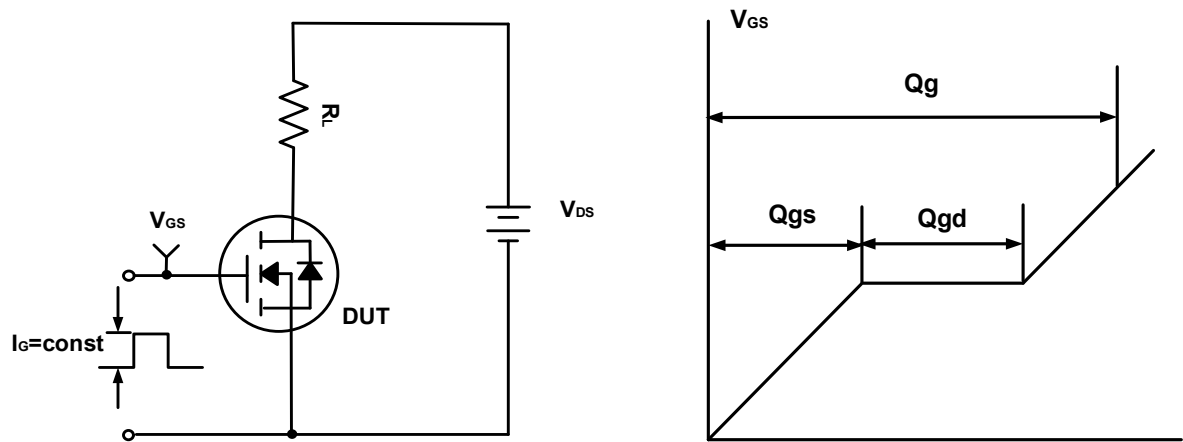 RL
VDS
VGS
DUT
IG=const
VGS
Qg
Qgs
Qgd